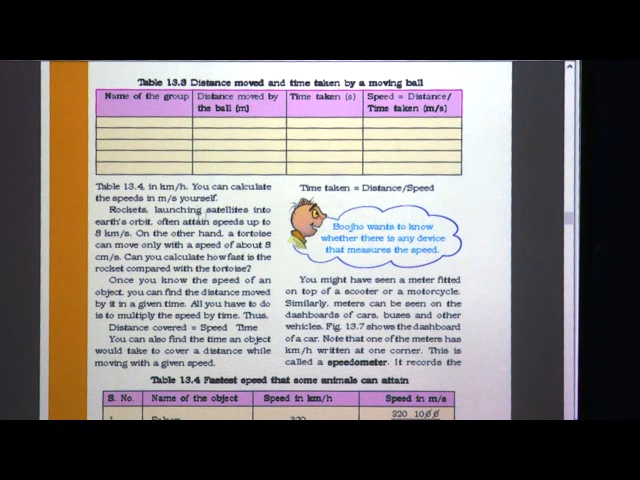 Table 13.3 Distance moved and time taken by a moving ball
Name of the group
Distance moved by
the ball (m)
Time taken (s)
Speed = Distance/
Time taken (m/s)
Table 13.4, in km/h. You can calculate
the speeds in m/s yourself.
Rockets, launching satellites into
earth's orbit, often attain speeds up to
8 km/s. On the other hand, a tortoise
can move only with a speed of about 8
cm/s. Can you calculate how fast is the
rocket compared with the tortoise?
Once you know the speed of an
object, you can find the distance moved
by it in a given time. All you have to do
is to multiply the speed by time. Thus,
Distance covered = Speed Time
You can also find the time an object
would take to cover a distance while
moving with a given speed.
Time taken = Distance/Speed
Boojho wants to know
whether there is any device
that measures the speed.
You might have seen a meter fitted
on top of a scooter or a motorcycle.
Similarly, meters can be seen on the
dashboards of cars, buses and other
vehicles. Fig. 13.7 shows the dashboard
of a car. Note that one of the meters has
km/h written at one corner. This is
called a speedometer. It records the
Table 13.4 Fastest speed that some animals can attain
S. No.
Name of the object
Speed in km/h
Speed in m/s
1.
Falcon
320
320 100 0